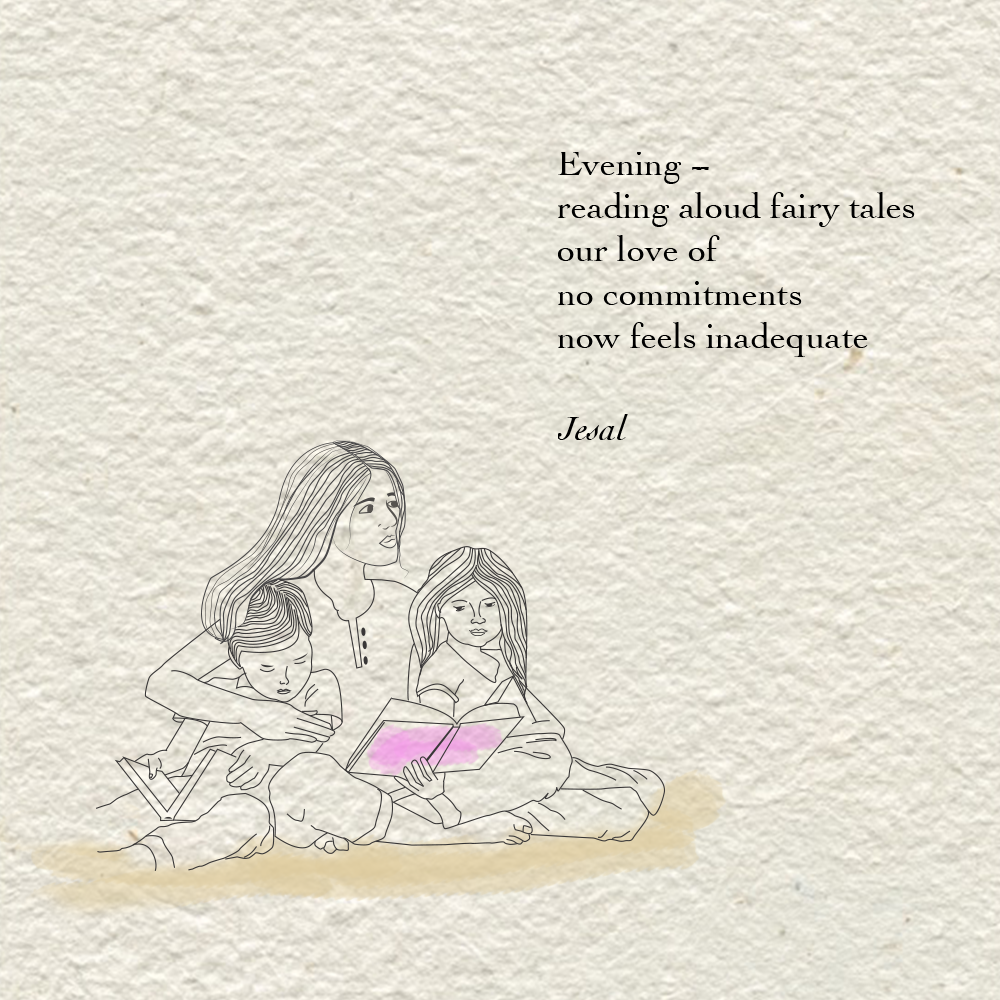 Evening –
reading aloud fairy tales
our love of
no commitments
now feels inadequate
Jesal